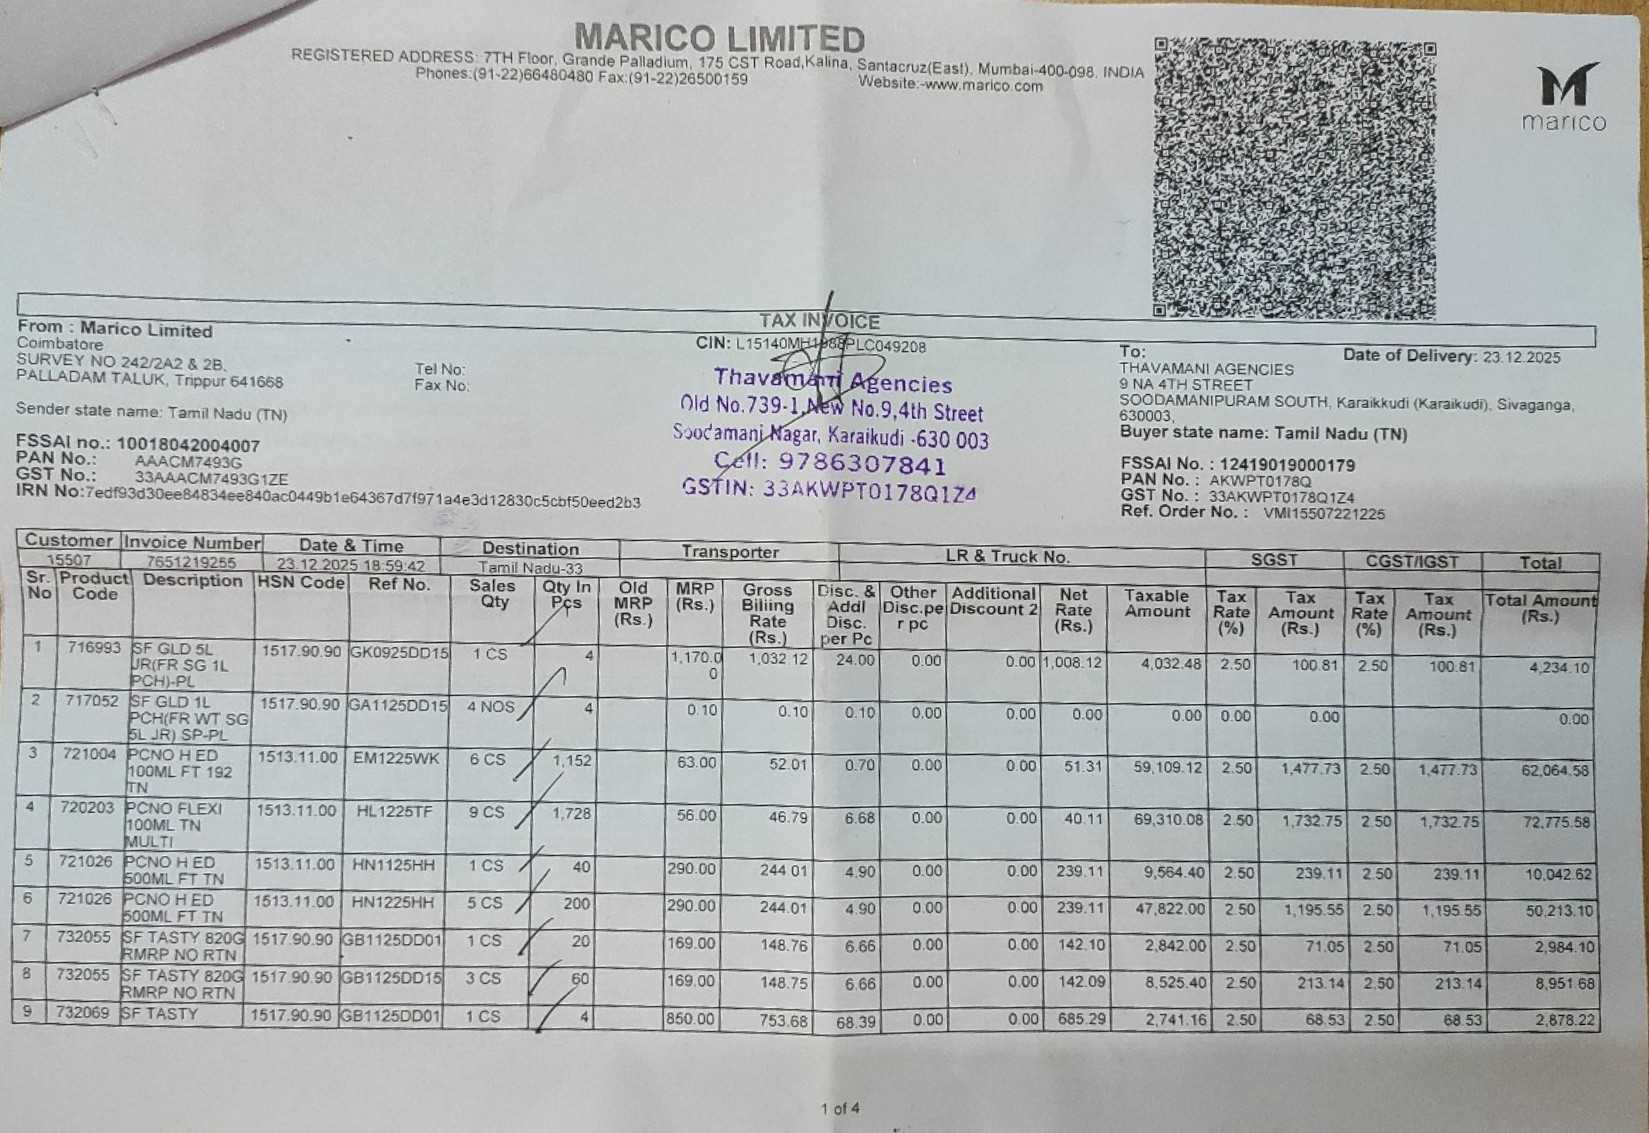 MARICO LIMITED
REGISTERED ADDRESS: 7TH Floor, Grande Palladium, 175 CST Road,Kalina, Santacruz(East), Mumbai-400-098. INDIA
Phones:(91-22)66480480 Fax:(91-22)26500159 Website:-www.marico.com
marico
TAX INVOICE
CIN: L15140MH1988PLC049208
From : Marico Limited
Coimbatore
SURVEY NO 242/2A2 & 2B,
PALLADAM TALUK, Trippur 641668
Tel No:
Fax No:
Sender state name: Tamil Nadu (TN)
FSSAI no.: 10018042004007
PAN No.: AAACM7493G
GST No.: 33AAACM7493G1ZE
IRN No:7edf93d30ee84834ee840ac0449b1e64367d7f971a4e3d12830c5cbf50eed2b3
Thavamani Agencies
Old No.739-1,New No.9,4th Street
Soodamani Nagar, Karaikudi -630 003
Cell: 9786307841
GSTIN: 33AKWPT0178Q1Z4
To: Date of Delivery: 23.12.2025
THAVAMANI AGENCIES
9 NA 4TH STREET
SOODAMANIPURAM SOUTH, Karaikkudi (Karaikudi), Sivaganga,
630003,
Buyer state name: Tamil Nadu (TN)
FSSAI No. : 12419019000179
PAN No. : AKWPT0178Q
GST No. : 33AKWPT0178Q1Z4
Ref. Order No. : VMI15507221225
Customer Invoice Number Date & Time Destination Transporter LR & Truck No. SGST CGST/IGST Total
15507 7651219255 23.12.2025 18:59:42 Tamil Nadu-33
Sr. No Product Code Description HSN Code Ref No. Sales Qty Qty In Pcs Old MRP (Rs.) MRP (Rs.) Gross Biliing Rate (Rs.) Disc. & Addl Disc. per Pc Other Disc.pe r pc Additional Discount 2 Net Rate (Rs.) Taxable Amount Tax Rate (%) Tax Amount (Rs.) Tax Rate (%) Tax Amount (Rs.) Total Amount (Rs.)
1 716993 SF GLD 5L JR(FR SG 1L PCH)-PL 1517.90.90 GK0925DD15 1 CS 4 1,170.00 1,032.12 24.00 0.00 0.00 1,008.12 4,032.48 2.50 100.81 2.50 100.81 4,234.10
2 717052 SF GLD 1L PCH(FR WT SG 5L JR) SP-PL 1517.90.90 GA1125DD15 4 NOS 4 0.10 0.10 0.10 0.00 0.00 0.00 0.00 0.00 0.00 0.00
3 721004 PCNO H ED 100ML FT 192 TN 1513.11.00 EM1225WK 6 CS 1,152 63.00 52.01 0.70 0.00 0.00 51.31 59,109.12 2.50 1,477.73 2.50 1,477.73 62,064.58
4 720203 PCNO FLEXI 100ML TN MULTI 1513.11.00 HL1225TF 9 CS 1,728 56.00 46.79 6.68 0.00 0.00 40.11 69,310.08 2.50 1,732.75 2.50 1,732.75 72,775.58
5 721026 PCNO H ED 500ML FT TN 1513.11.00 HN1125HH 1 CS 40 290.00 244 01 4.90 0.00 0.00 239.11 9,564.40 2.50 239.11 2.50 239.11 10,042.62
6 721026 PCNO H ED 500ML FT TN 1513.11.00 HN1225HH 5 CS 200 290.00 244.01 4.90 0.00 0.00 239.11 47,822.00 2.50 1,195.55 2.50 1,195.55 50,213.10
7 732055 SF TASTY 820G RMRP NO RTN 1517.90.90 GB1125DD01 1 CS 20 169.00 148.76 6.66 0.00 0.00 142.10 2,842.00 2.50 71.05 2.50 71.05 2,984.10
8 732055 SF TASTY 820G RMRP NO RTN 1517.90.90 GB1125DD15 3 CS 60 169.00 148.75 6.66 0.00 0.00 142.09 8,525.40 2.50 213.14 2.50 213.14 8,951.68
9 732069 SF TASTY 1517.90.90 GB1125DD01 1 CS 4 850.00 753.68 68.39 0.00 0.00 685.29 2,741.16 2.50 68.53 2.50 68.53 2,878.22
1 of 4